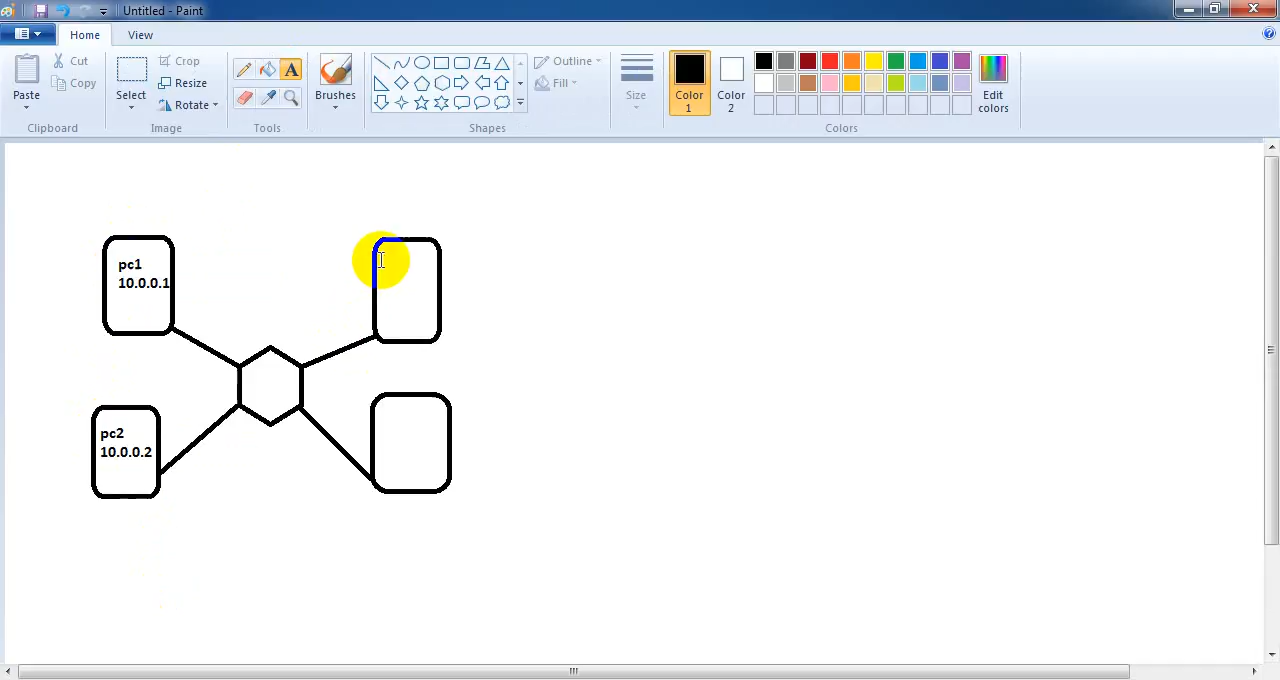 Untitled - Paint
Home
View
Paste
Cut
Copy
Clipboard
Select
Crop
Resize
Rotate
Image
A
Tools
Brushes
Shapes
Outline
Fill
Size
Color
1
Color
2
Edit
colors
Colors
pc1
10.0.0.1
pc2
10.0.0.2